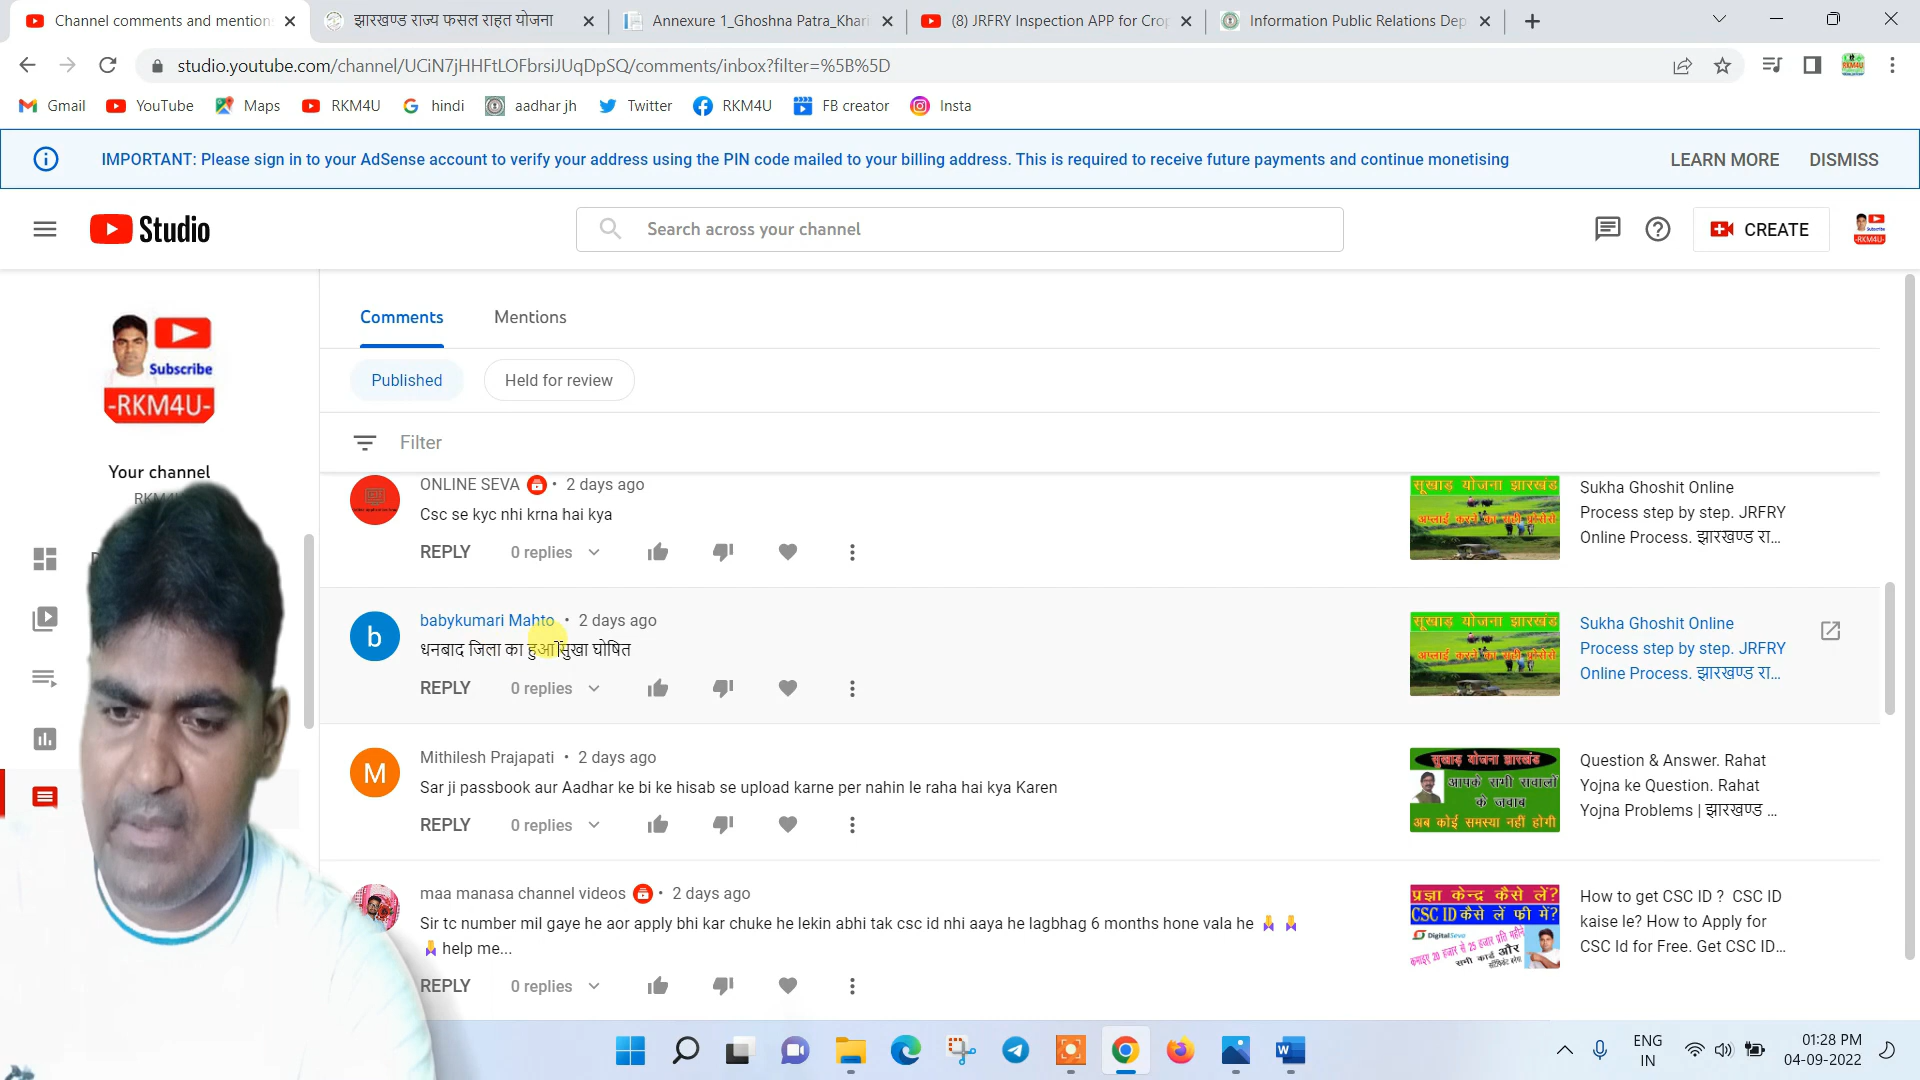 Channel comments and mention
झारखण्ड राज्य फसल राहत योजना
Annexure 1_Ghoshna Patra_Khari
(8) JRFRY Inspection APP for Crop
Information Public Relations Dep
studio.youtube.com/channel/UCiN7jHHFtLOFbrsiJUqDpSQ/comments/inbox?filter=%5B%5D
Gmail YouTube Maps RKM4U hindi aadhar jh Twitter RKM4U FB creator Insta
IMPORTANT: Please sign in to your AdSense account to verify your address using the PIN code mailed to your billing address. This is required to receive future payments and continue monetising
LEARN MORE DISMISS
Studio
Search across your channel
CREATE
Subscribe
-RKM4U-
Your channel
Comments Mentions
Published Held for review
Filter
ONLINE SEVA • 2 days ago
Csc se kyc nhi krna hai kya
REPLY 0 replies
सूखाड़ योजना झारखंड
Sukha Ghoshit Online
Process step by step. JRFRY
Online Process. झारखण्ड रा...
babykumari Mahto • 2 days ago
धनबाद जिला का हुआ सुखा घोषित
REPLY 0 replies
सूखाड़ योजना झारखंड
Sukha Ghoshit Online
Process step by step. JRFRY
Online Process. झारखण्ड रा...
Mithilesh Prajapati • 2 days ago
Sar ji passbook aur Aadhar ke bi ke hisab se upload karne per nahin le raha hai kya Karen
REPLY 0 replies
सुखाड़ योजना झारखंड
आपके सभी सवालों
के जवाब
अब कोई समस्या नहीं होगी
Question & Answer. Rahat
Yojna ke Question. Rahat
Yojna Problems | झारखण्ड ...
maa manasa channel videos • 2 days ago
Sir tc number mil gaye he aor apply bhi kar chuke he lekin abhi tak csc id nhi aaya he lagbhag 6 months hone vala he
help me...
REPLY 0 replies
प्रज्ञा केन्द्र कैसे लें?
CSC ID कैसे लें फ्री में?
DigitalSeva
How to get CSC ID ? CSC ID
kaise le? How to Apply for
CSC Id for Free. Get CSC ID...
ENG
IN
01:28 PM
04-09-2022